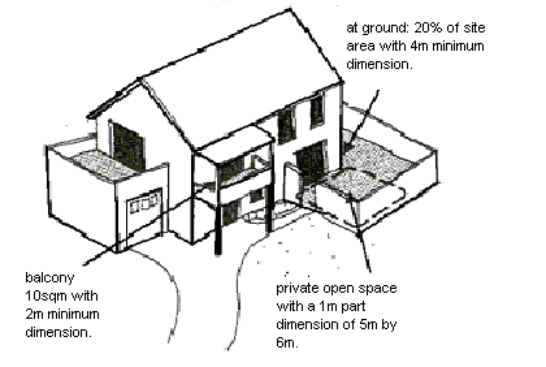 at ground: 20% of site
area with 4m minimum
dimension.
balcony
10sqm with
2m minimum
dimension.
private open space
with a 1m part
dimension of 5m by
6m.